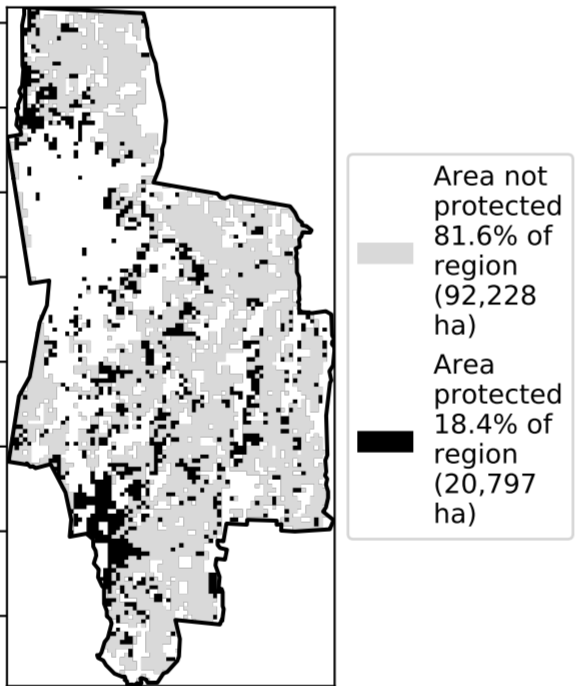 Area not
protected
81.6% of
region
(92,228
ha)
Area
protected
18.4% of
region
(20,797
ha)